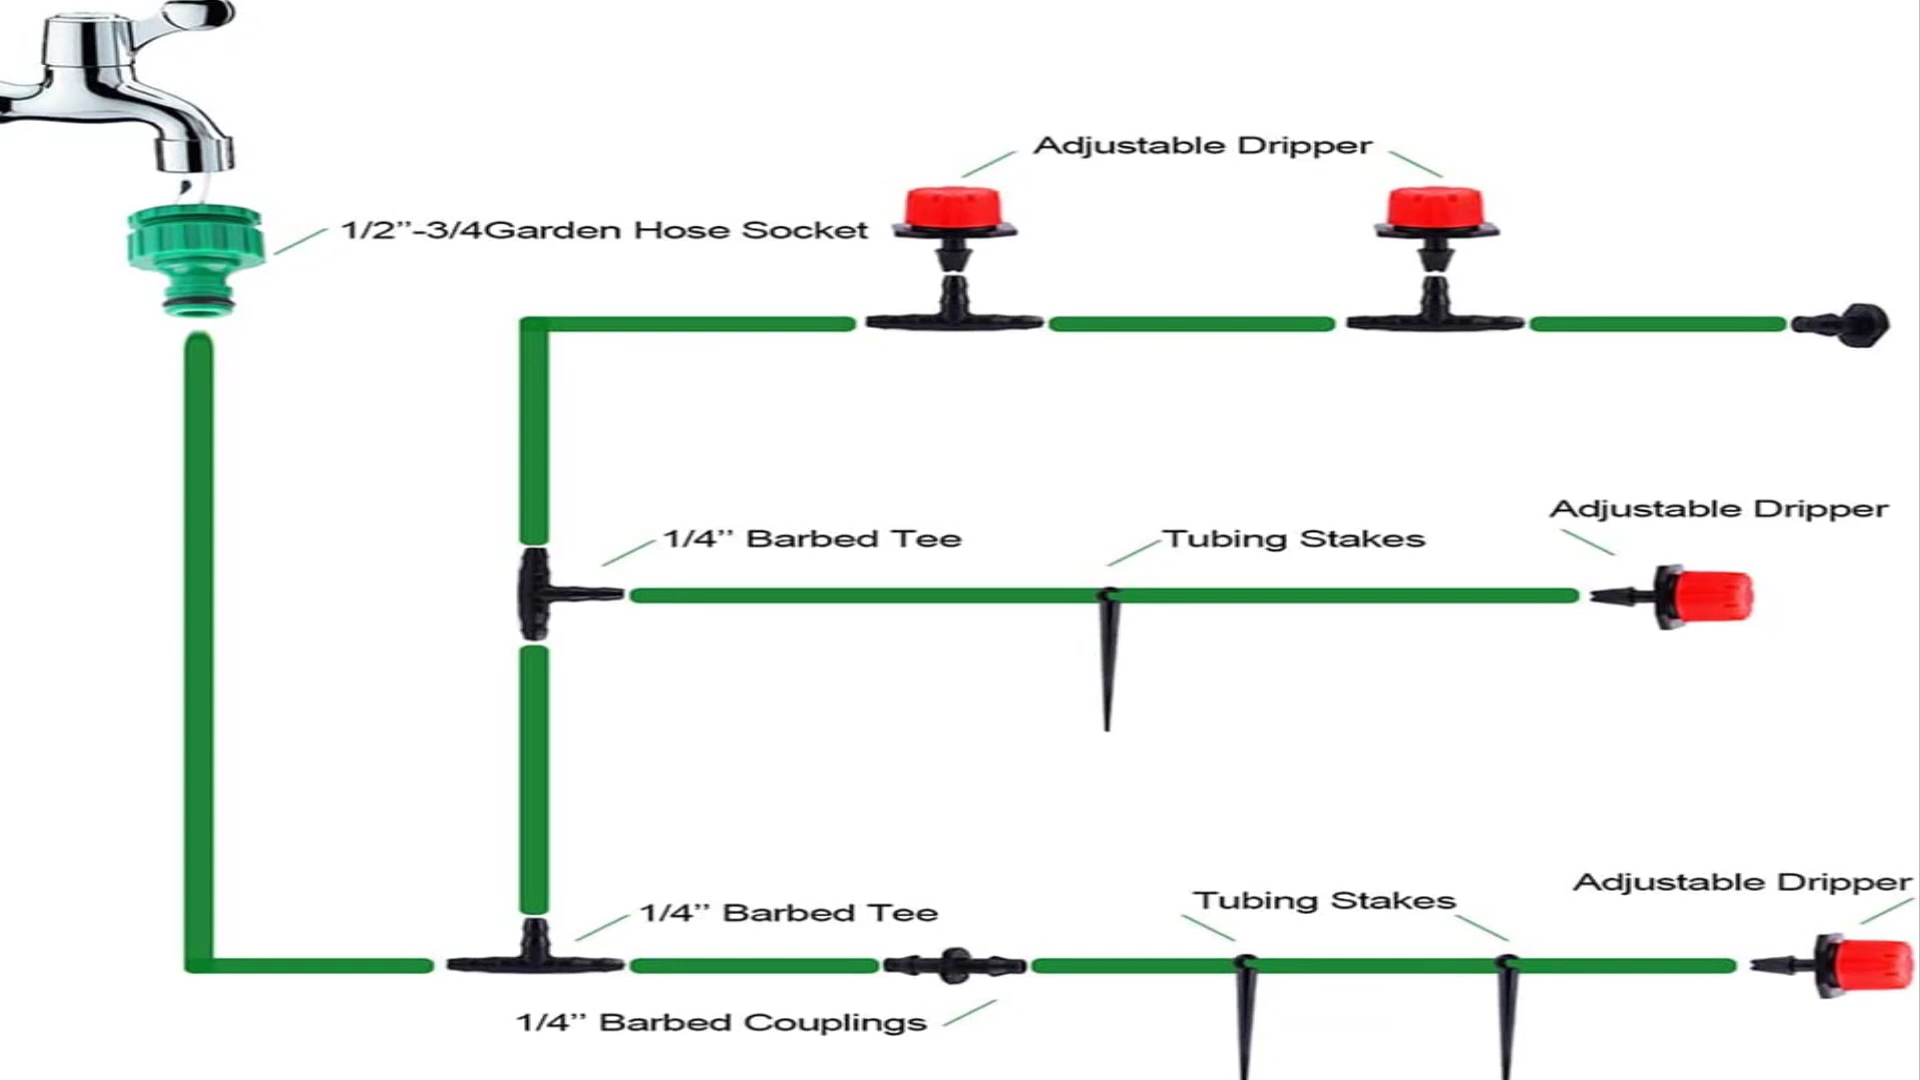 Adjustable Dripper
1/2”-3/4Garden Hose Socket
Adjustable Dripper
1/4” Barbed Tee
Tubing Stakes
Adjustable Dripper
Tubing Stakes
1/4” Barbed Tee
1/4” Barbed Couplings